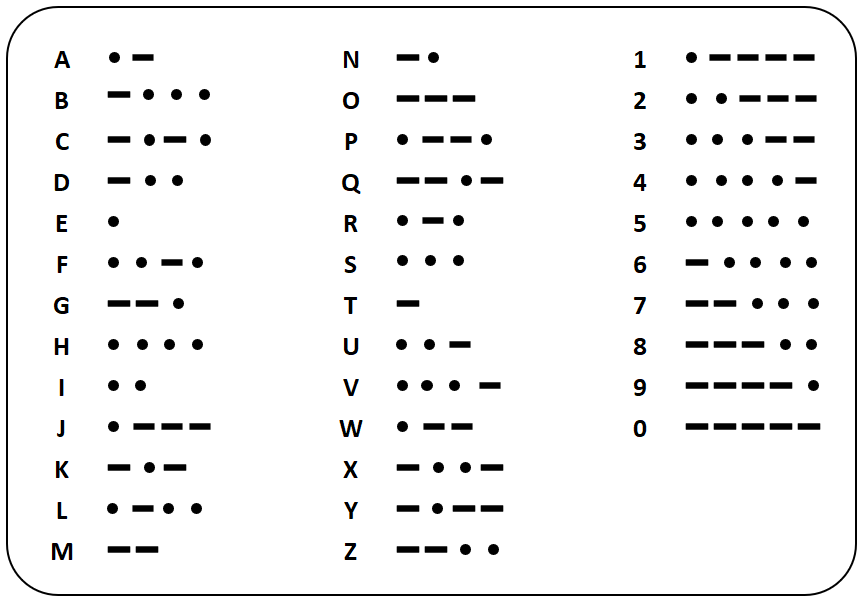 A • − N − • 1 • − − − −
B − • • • O − − − 2 • • − − −
C − • − • P • − − • 3 • • • − −
D − • • Q − − • − 4 • • • • −
E • R • − • 5 • • • • •
F • • − • S • • • 6 − • • • •
G − − • T − 7 − − • • •
H • • • • U • • − 8 − − − • •
I • • V • • • − 9 − − − − •
J • − − − W • − − 0 − − − − −
K − • − X − • • −
L • − • • Y − • − −
M − − Z − − • •